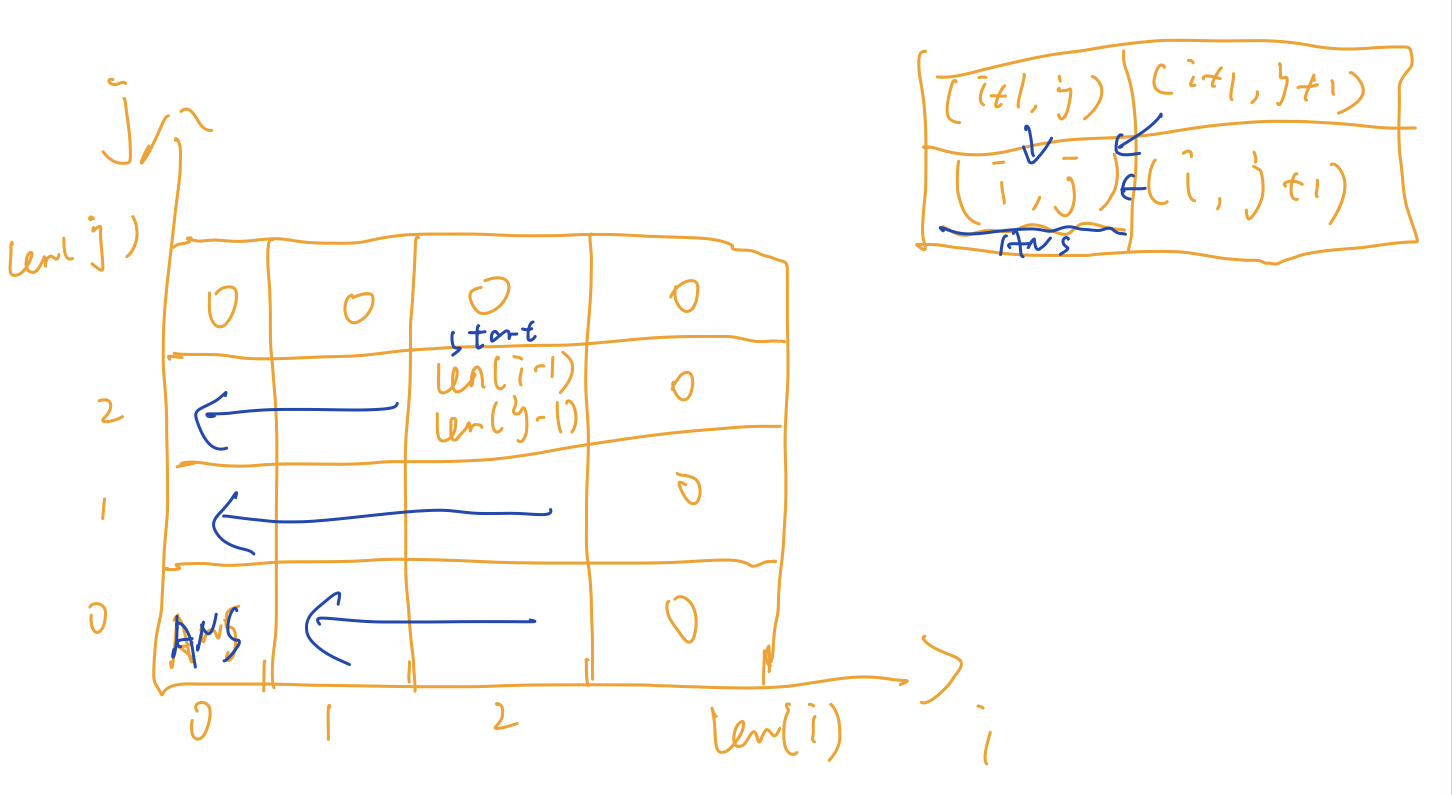 j
(i+1, j) (i+1, j+1)
(i, j) (i, j+1)
ANS
len(j)
0 0 0 0
start
2 len(i-1) 0
len(j-1)
1 0
0 ANS 0
0 1 2 len(i)
i